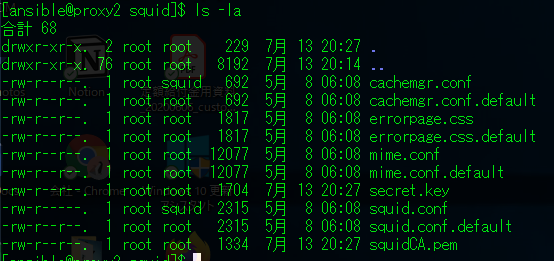 [ansible@proxy2 squid]$ ls -la
合計 68
drwxr-xr-x. 2 root root 229 7月 13 20:27 .
drwxr-xr-x. 76 root root 8192 7月 13 20:14 ..
-rw-r--r--. 1 root squid 692 5月 8 06:08 cachemgr.conf
-rw-r--r--. 1 root root 692 5月 8 06:08 cachemgr.conf.default
-rw-r--r--. 1 root root 1817 5月 8 06:08 errorpage.css
-rw-r--r--. 1 root root 1817 5月 8 06:08 errorpage.css.default
-rw-r--r--. 1 root root 12077 5月 8 06:08 mime.conf
-rw-r--r--. 1 root root 12077 5月 8 06:08 mime.conf.default
-rw-r--r--. 1 root root 1704 7月 13 20:27 secret.key
-rw-r-----. 1 root squid 2315 5月 8 06:08 squid.conf
-rw-r--r--. 1 root root 2315 5月 8 06:08 squid.conf.default
-rw-r--r--. 1 root root 1334 7月 13 20:27 squidCA.pem
[ansible@proxy2 squid]$
Notion